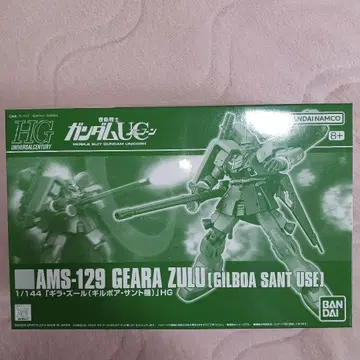 HG
UNIVERSAL CENTURY
機動戦士
ガンダムUC
MOBILE SUIT GUNDAM UNICORN
BANDAI NAMCO
8+
AMS-129 GEARA ZULU [GILBOA SANT USE]
1/144「ギラ・ズール(ギルボア・サント機)」HG
BAN
DAI